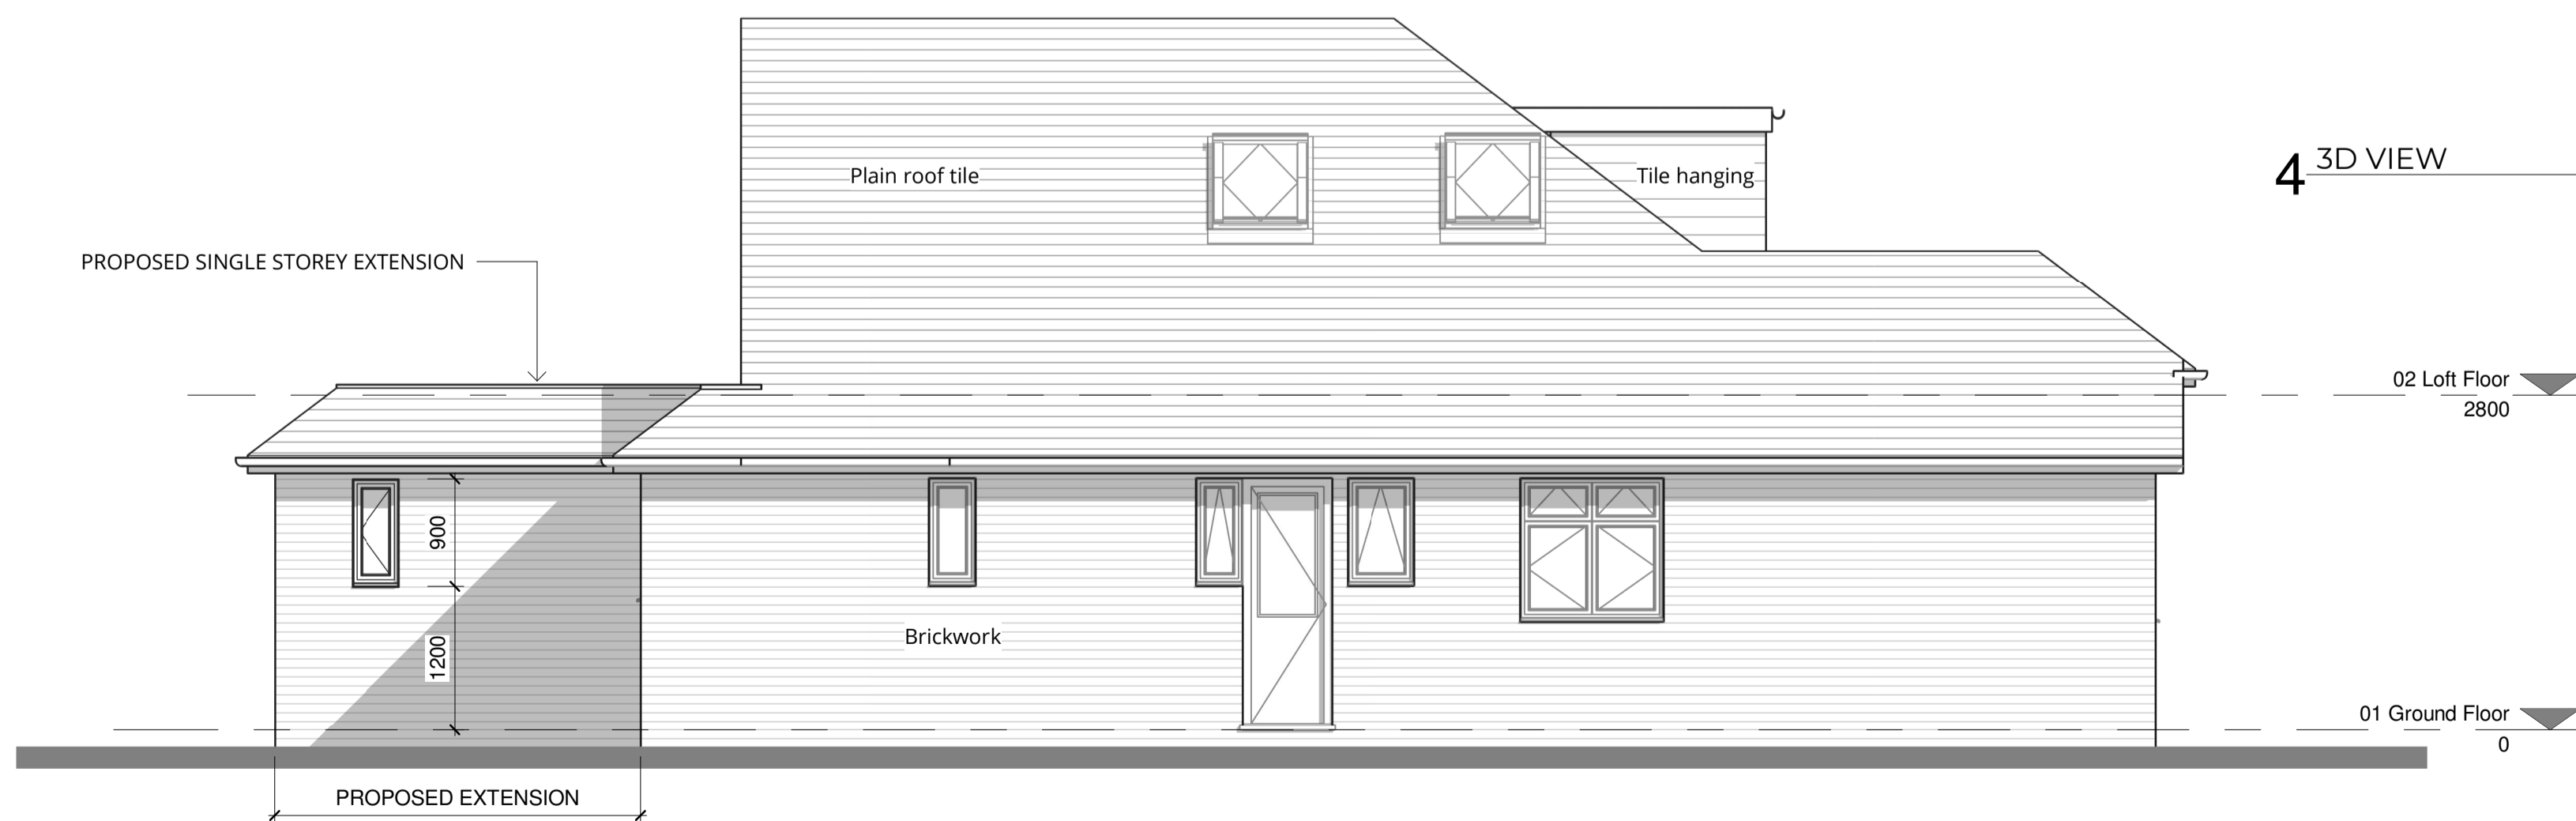 4 3D VIEW
Plain roof tile
Tile hanging
PROPOSED SINGLE STOREY EXTENSION
02 Loft Floor
2800
900
1200
Brickwork
01 Ground Floor
0
PROPOSED EXTENSION